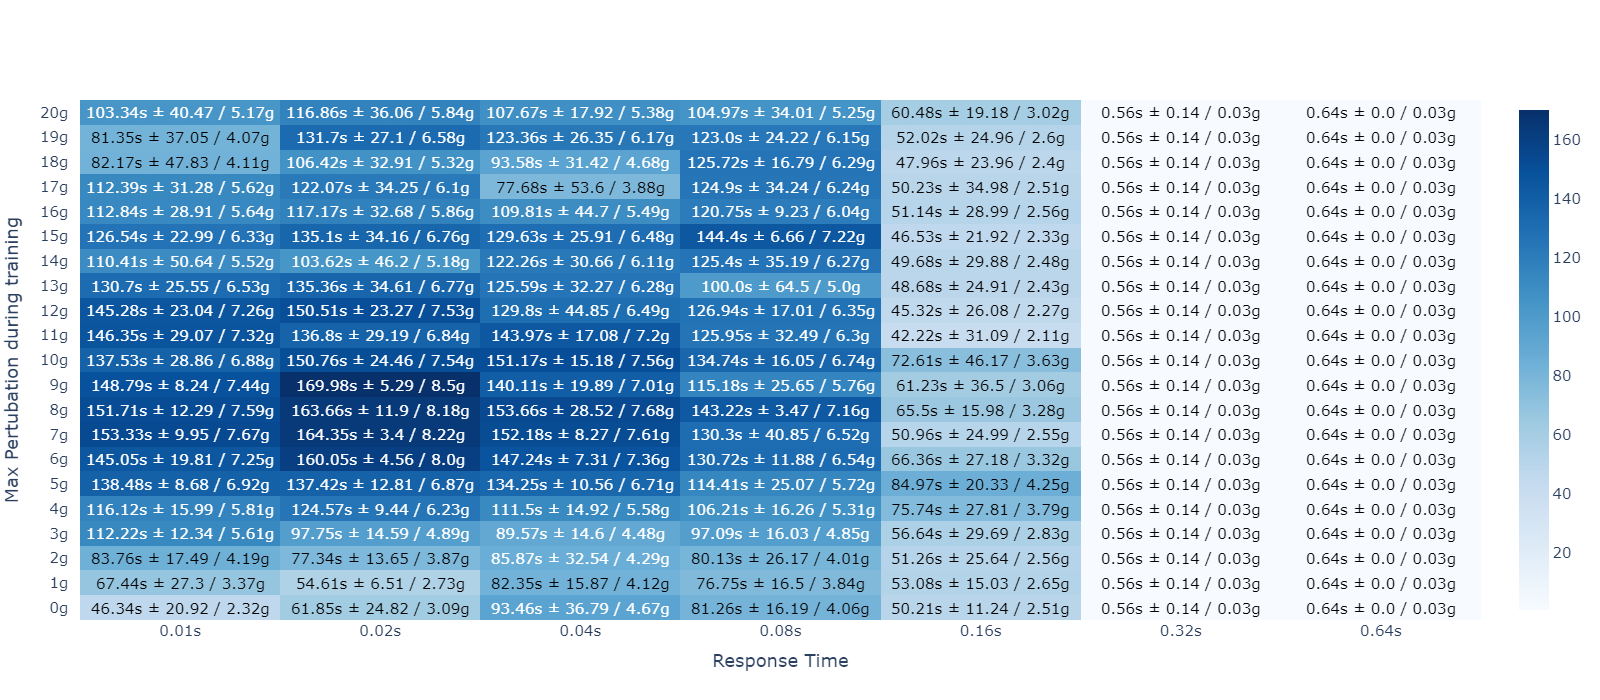 20g 103.34s ± 40.47 / 5.17g 116.86s ± 36.06 / 5.84g 107.67s ± 17.92 / 5.38g 104.97s ± 34.01 / 5.25g 60.48s ± 19.18 / 3.02g 0.56s ± 0.14 / 0.03g 0.64s ± 0.0 / 0.03g
19g 81.35s ± 37.05 / 4.07g 131.7s ± 27.1 / 6.58g 123.36s ± 26.35 / 6.17g 123.0s ± 24.22 / 6.15g 52.02s ± 24.96 / 2.6g 0.56s ± 0.14 / 0.03g 0.64s ± 0.0 / 0.03g
18g 82.17s ± 47.83 / 4.11g 106.42s ± 32.91 / 5.32g 93.58s ± 31.42 / 4.68g 125.72s ± 16.79 / 6.29g 47.96s ± 23.96 / 2.4g 0.56s ± 0.14 / 0.03g 0.64s ± 0.0 / 0.03g
17g 112.39s ± 31.28 / 5.62g 122.07s ± 34.25 / 6.1g 77.68s ± 53.6 / 3.88g 124.9s ± 34.24 / 6.24g 50.23s ± 34.98 / 2.51g 0.56s ± 0.14 / 0.03g 0.64s ± 0.0 / 0.03g
16g 112.84s ± 28.91 / 5.64g 117.17s ± 32.68 / 5.86g 109.81s ± 44.7 / 5.49g 120.75s ± 9.23 / 6.04g 51.14s ± 28.99 / 2.56g 0.56s ± 0.14 / 0.03g 0.64s ± 0.0 / 0.03g
15g 126.54s ± 22.99 / 6.33g 135.1s ± 34.16 / 6.76g 129.63s ± 25.91 / 6.48g 144.4s ± 6.66 / 7.22g 46.53s ± 21.92 / 2.33g 0.56s ± 0.14 / 0.03g 0.64s ± 0.0 / 0.03g
14g 110.41s ± 50.64 / 5.52g 103.62s ± 46.2 / 5.18g 122.26s ± 30.66 / 6.11g 125.4s ± 35.19 / 6.27g 49.68s ± 29.88 / 2.48g 0.56s ± 0.14 / 0.03g 0.64s ± 0.0 / 0.03g
13g 130.7s ± 25.55 / 6.53g 135.36s ± 34.61 / 6.77g 125.59s ± 32.27 / 6.28g 100.0s ± 64.5 / 5.0g 48.68s ± 24.91 / 2.43g 0.56s ± 0.14 / 0.03g 0.64s ± 0.0 / 0.03g
12g 145.28s ± 23.04 / 7.26g 150.51s ± 23.27 / 7.53g 129.8s ± 44.85 / 6.49g 126.94s ± 17.01 / 6.35g 45.32s ± 26.08 / 2.27g 0.56s ± 0.14 / 0.03g 0.64s ± 0.0 / 0.03g
11g 146.35s ± 29.07 / 7.32g 136.8s ± 29.19 / 6.84g 143.97s ± 17.08 / 7.2g 125.95s ± 32.49 / 6.3g 42.22s ± 31.09 / 2.11g 0.56s ± 0.14 / 0.03g 0.64s ± 0.0 / 0.03g
10g 137.53s ± 28.86 / 6.88g 150.76s ± 24.46 / 7.54g 151.17s ± 15.18 / 7.56g 134.74s ± 16.05 / 6.74g 72.61s ± 46.17 / 3.63g 0.56s ± 0.14 / 0.03g 0.64s ± 0.0 / 0.03g
9g 148.79s ± 8.24 / 7.44g 169.98s ± 5.29 / 8.5g 140.11s ± 19.89 / 7.01g 115.18s ± 25.65 / 5.76g 61.23s ± 36.5 / 3.06g 0.56s ± 0.14 / 0.03g 0.64s ± 0.0 / 0.03g
8g 151.71s ± 12.29 / 7.59g 163.66s ± 11.9 / 8.18g 153.66s ± 28.52 / 7.68g 143.22s ± 3.47 / 7.16g 65.5s ± 15.98 / 3.28g 0.56s ± 0.14 / 0.03g 0.64s ± 0.0 / 0.03g
7g 153.33s ± 9.95 / 7.67g 164.35s ± 3.4 / 8.22g 152.18s ± 8.27 / 7.61g 130.3s ± 40.85 / 6.52g 50.96s ± 24.99 / 2.55g 0.56s ± 0.14 / 0.03g 0.64s ± 0.0 / 0.03g
6g 145.05s ± 19.81 / 7.25g 160.05s ± 4.56 / 8.0g 147.24s ± 7.31 / 7.36g 130.72s ± 11.88 / 6.54g 66.36s ± 27.18 / 3.32g 0.56s ± 0.14 / 0.03g 0.64s ± 0.0 / 0.03g
5g 138.48s ± 8.68 / 6.92g 137.42s ± 12.81 / 6.87g 134.25s ± 10.56 / 6.71g 114.41s ± 25.07 / 5.72g 84.97s ± 20.33 / 4.25g 0.56s ± 0.14 / 0.03g 0.64s ± 0.0 / 0.03g
4g 116.12s ± 15.99 / 5.81g 124.57s ± 9.44 / 6.23g 111.5s ± 14.92 / 5.58g 106.21s ± 16.26 / 5.31g 75.74s ± 27.81 / 3.79g 0.56s ± 0.14 / 0.03g 0.64s ± 0.0 / 0.03g
3g 112.22s ± 12.34 / 5.61g 97.75s ± 14.59 / 4.89g 89.57s ± 14.6 / 4.48g 97.09s ± 16.03 / 4.85g 56.64s ± 29.69 / 2.83g 0.56s ± 0.14 / 0.03g 0.64s ± 0.0 / 0.03g
2g 83.76s ± 17.49 / 4.19g 77.34s ± 13.65 / 3.87g 85.87s ± 32.54 / 4.29g 80.13s ± 26.17 / 4.01g 51.26s ± 25.64 / 2.56g 0.56s ± 0.14 / 0.03g 0.64s ± 0.0 / 0.03g
1g 67.44s ± 27.3 / 3.37g 54.61s ± 6.51 / 2.73g 82.35s ± 15.87 / 4.12g 76.75s ± 16.5 / 3.84g 53.08s ± 15.03 / 2.65g 0.56s ± 0.14 / 0.03g 0.64s ± 0.0 / 0.03g
0g 46.34s ± 20.92 / 2.32g 61.85s ± 24.82 / 3.09g 93.46s ± 36.79 / 4.67g 81.26s ± 16.19 / 4.06g 50.21s ± 11.24 / 2.51g 0.56s ± 0.14 / 0.03g 0.64s ± 0.0 / 0.03g
0.01s 0.02s 0.04s 0.08s 0.16s 0.32s 0.64s
Response Time
Max Pertubation during training
160
140
120
100
80
60
40
20